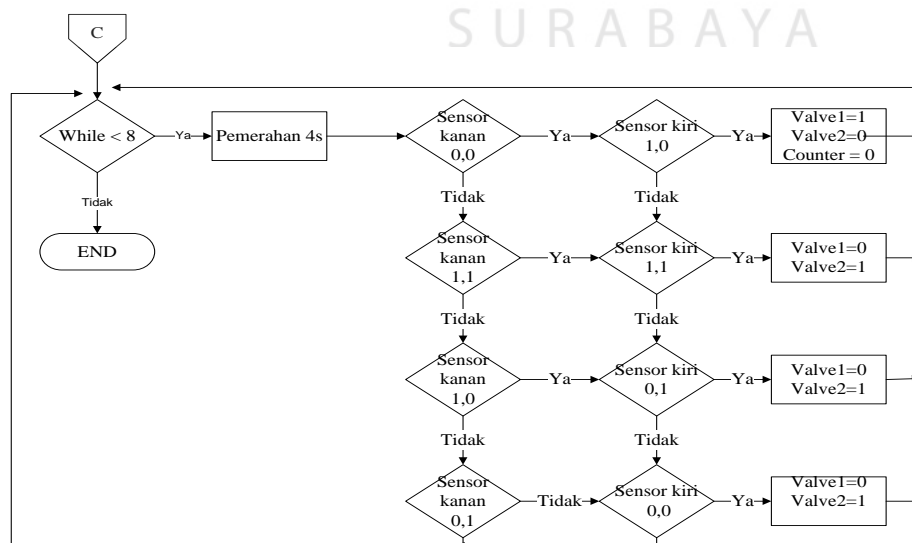 SURABAYA
C
While < 8
Ya
Pemerahan 4s
Sensor
kanan
0,0
Ya
Sensor kiri
1,0
Ya
Valve1=1
Valve2=0
Counter = 0
Tidak
END
Tidak
Tidak
Sensor
kanan
1,1
Ya
Sensor kiri
1,1
Ya
Valve1=0
Valve2=1
Tidak
Tidak
Sensor
kanan
1,0
Ya
Sensor kiri
0,1
Ya
Valve1=0
Valve2=1
Tidak
Tidak
Sensor
kanan
0,1
Tidak
Sensor kiri
0,0
Ya
Valve1=0
Valve2=1